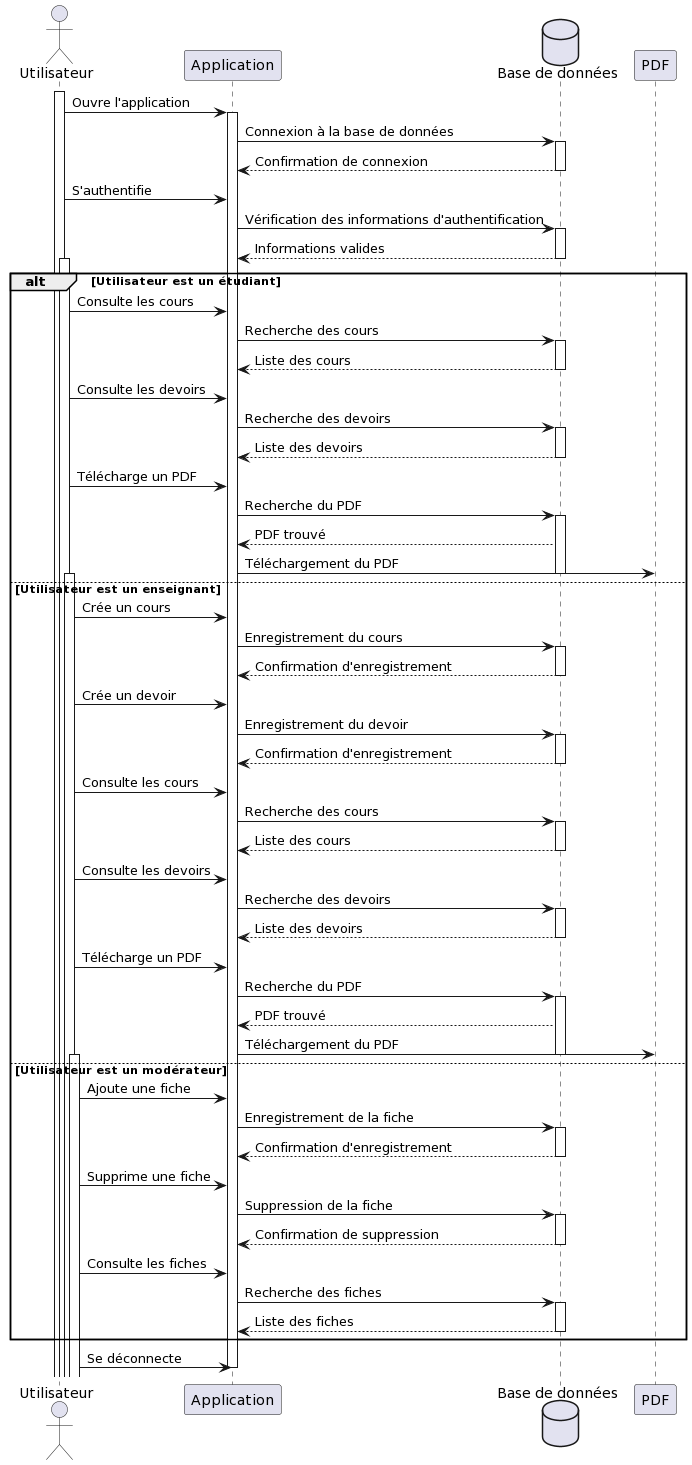 Utilisateur
Application
Base de données
PDF
Ouvre l'application
Connexion à la base de données
Confirmation de connexion
S'authentifie
Vérification des informations d'authentification
Informations valides
alt [Utilisateur est un étudiant]
Consulte les cours
Recherche des cours
Liste des cours
Consulte les devoirs
Recherche des devoirs
Liste des devoirs
Télécharge un PDF
Recherche du PDF
PDF trouvé
Téléchargement du PDF
[Utilisateur est un enseignant]
Crée un cours
Enregistrement du cours
Confirmation d'enregistrement
Crée un devoir
Enregistrement du devoir
Confirmation d'enregistrement
Consulte les cours
Recherche des cours
Liste des cours
Consulte les devoirs
Recherche des devoirs
Liste des devoirs
Télécharge un PDF
Recherche du PDF
PDF trouvé
Téléchargement du PDF
[Utilisateur est un modérateur]
Ajoute une fiche
Enregistrement de la fiche
Confirmation d'enregistrement
Supprime une fiche
Suppression de la fiche
Confirmation de suppression
Consulte les fiches
Recherche des fiches
Liste des fiches
Se déconnecte
Utilisateur
Application
Base de données
PDF